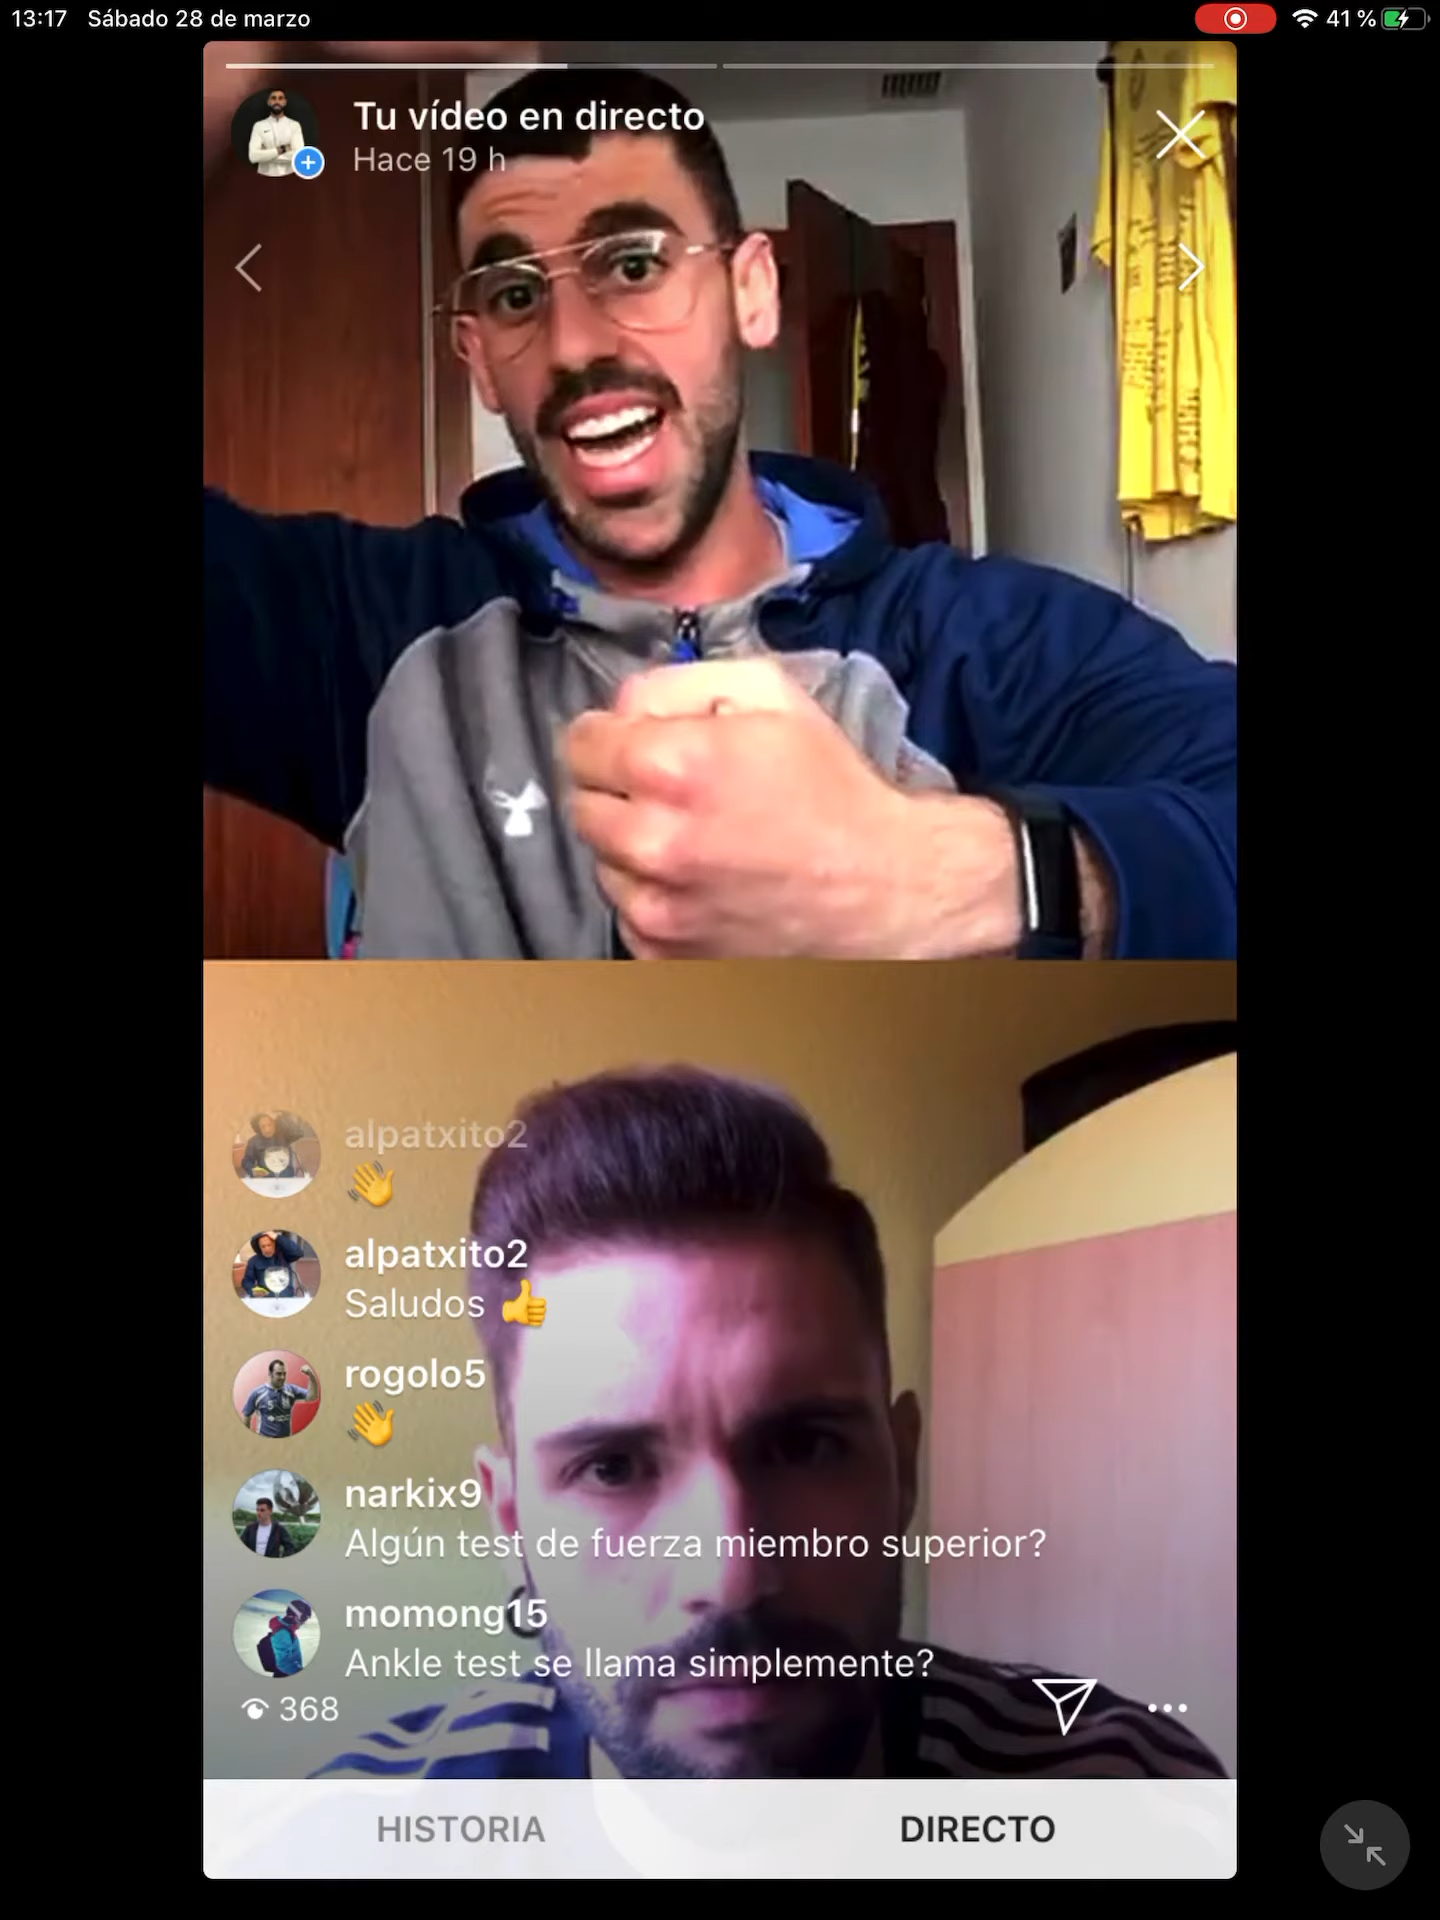 13:17 Sábado 28 de marzo
41 %
Tu vídeo en directo
Hace 19 h
alpatxito2
👋
alpatxito2
Saludos 👍
rogolo5
👋
narkix9
Algún test de fuerza miembro superior?
momong15
Ankle test se llama simplemente?
368
HISTORIA
DIRECTO